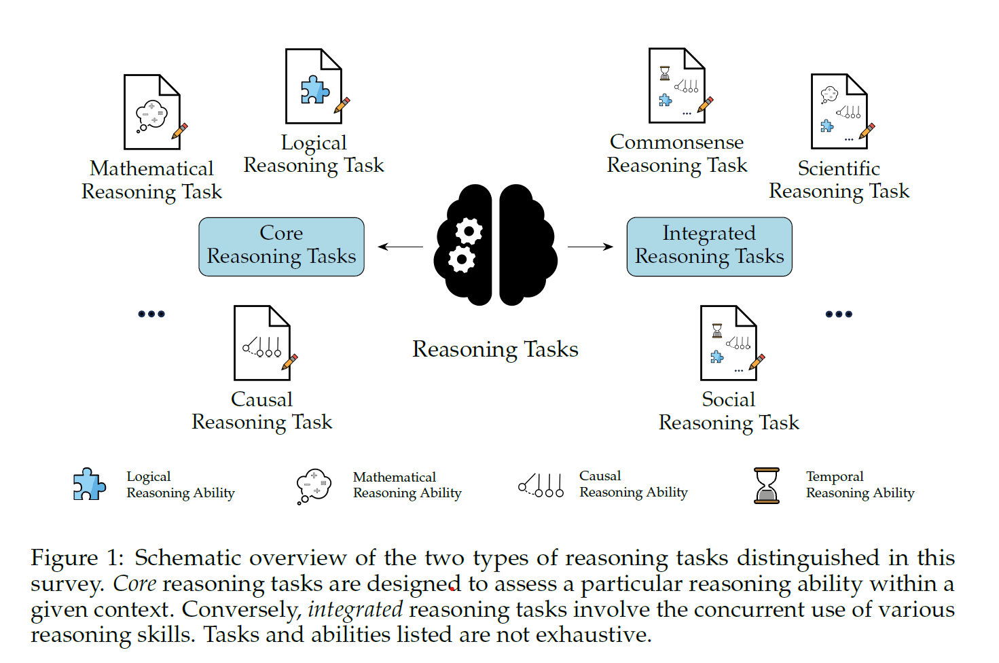 Logical
Reasoning Task
Mathematical
Reasoning Task
Commonsense
Reasoning Task
Scientific
Reasoning Task
Core
Reasoning Tasks
Integrated
Reasoning Tasks
Reasoning Tasks
Causal
Reasoning Task
Social
Reasoning Task
Logical
Reasoning Ability
Mathematical
Reasoning Ability
Causal
Reasoning Ability
Temporal
Reasoning Ability
Figure 1: Schematic overview of the two types of reasoning tasks distinguished in this
survey. Core reasoning tasks are designed to assess a particular reasoning ability within a
given context. Conversely, integrated reasoning tasks involve the concurrent use of various
reasoning skills. Tasks and abilities listed are not exhaustive.